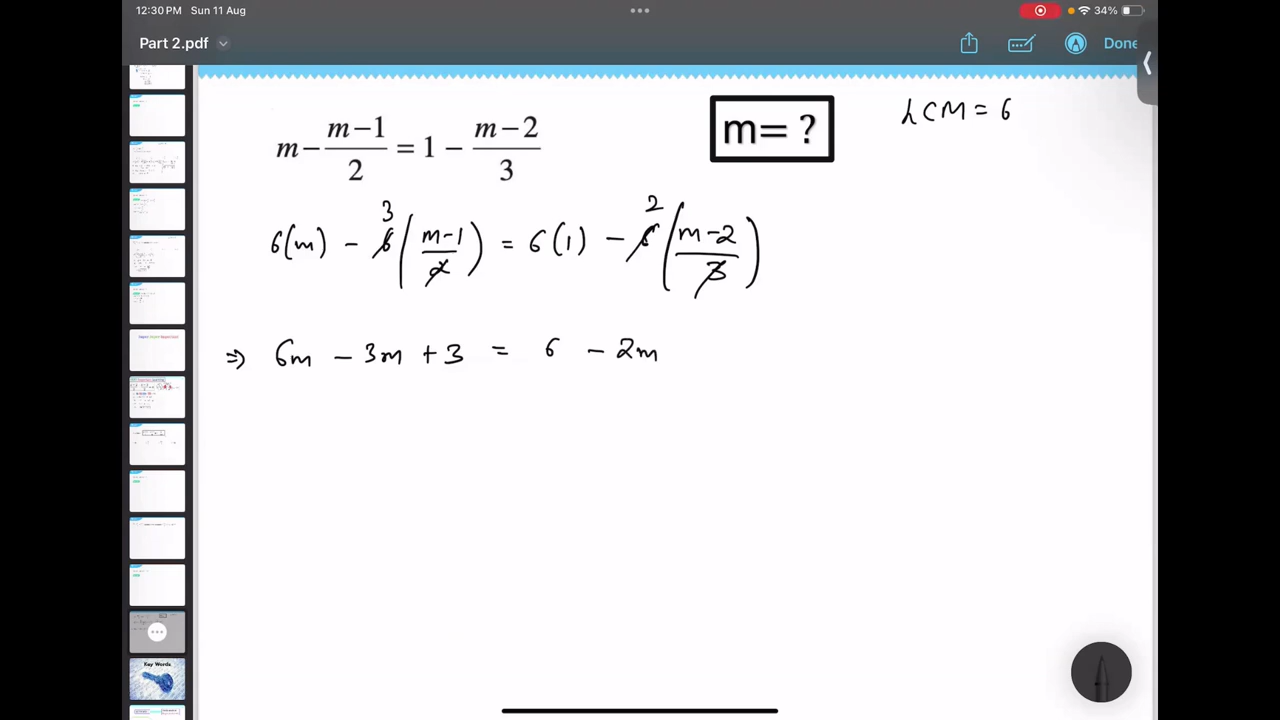 12:30 PM Sun 11 Aug
34%
Part 2.pdf
Done
m − (m−1)/2 = 1 − (m−2)/3
m= ?
LCM = 6
3 2
6(m) − 6((m−1)/2) = 6(1) − 6((m−2)/3)
⇒ 6m − 3m + 3 = 6 − 2m
Key Words